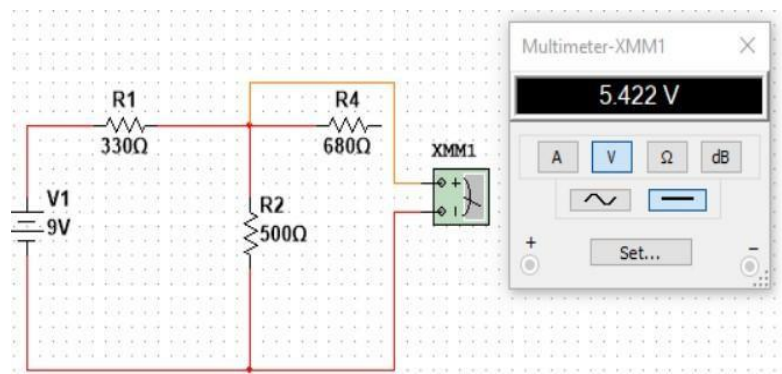 Multimeter-XMM1
5.422 V
A V Ω dB
+ Set... -
R1
330Ω
R4
680Ω
XMM1
+
V1
9V
R2
500Ω